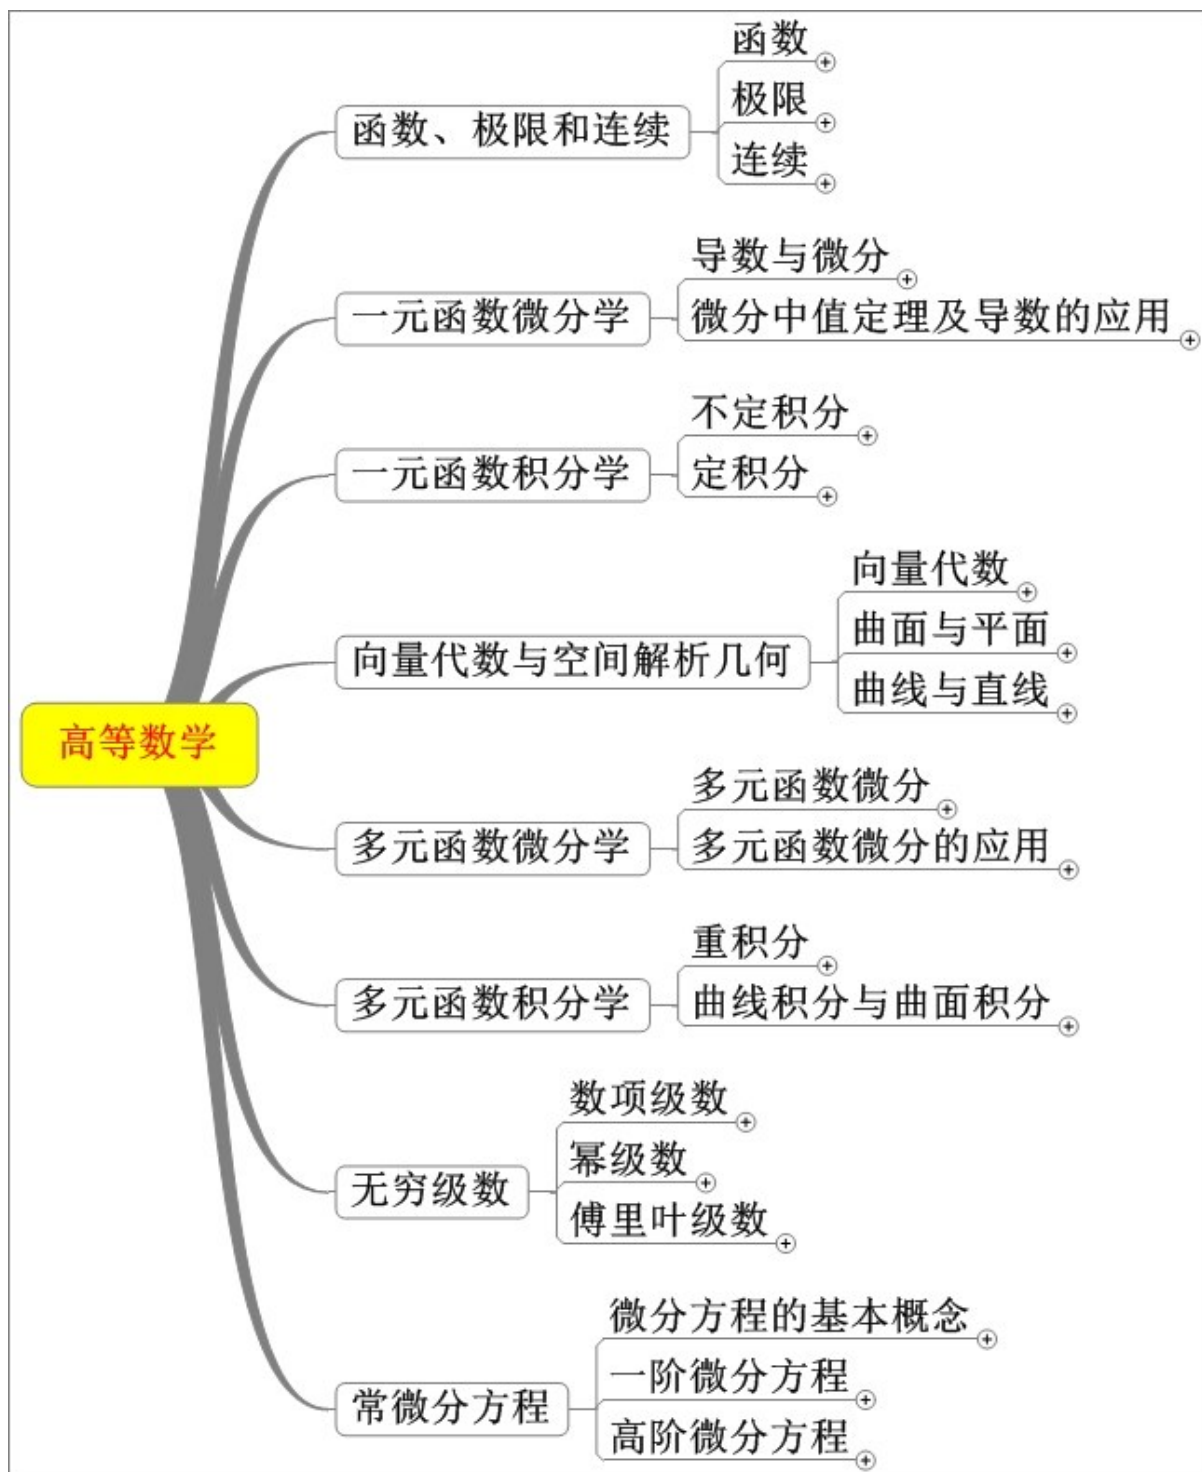 高等数学
函数、极限和连续
函数
极限
连续
一元函数微分学
导数与微分
微分中值定理及导数的应用
一元函数积分学
不定积分
定积分
向量代数与空间解析几何
向量代数
曲面与平面
曲线与直线
多元函数微分学
多元函数微分
多元函数微分的应用
多元函数积分学
重积分
曲线积分与曲面积分
无穷级数
数项级数
幂级数
傅里叶级数
常微分方程
微分方程的基本概念
一阶微分方程
高阶微分方程